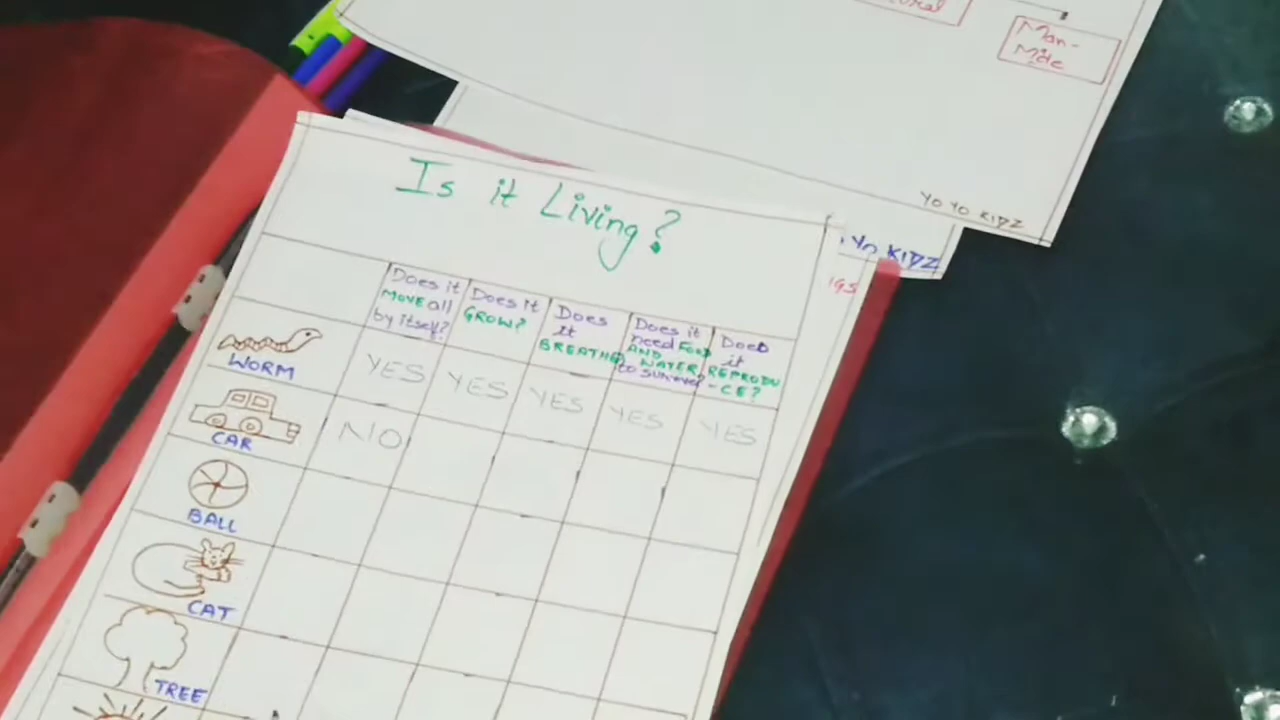 Man-
Mide
YO YO KIDZ
Yo KIDZ
IGS
Is it Living?
Does it
MOVE all
by itself?
Does It
GROW?
Does
it
BREATHE
Does it
need FOOD
AND WATER
to survive?
Does
it
REPRODU
-CE?
WORM
YES
YES
YES
YES
YES
CAR
NO
BALL
CAT
TREE